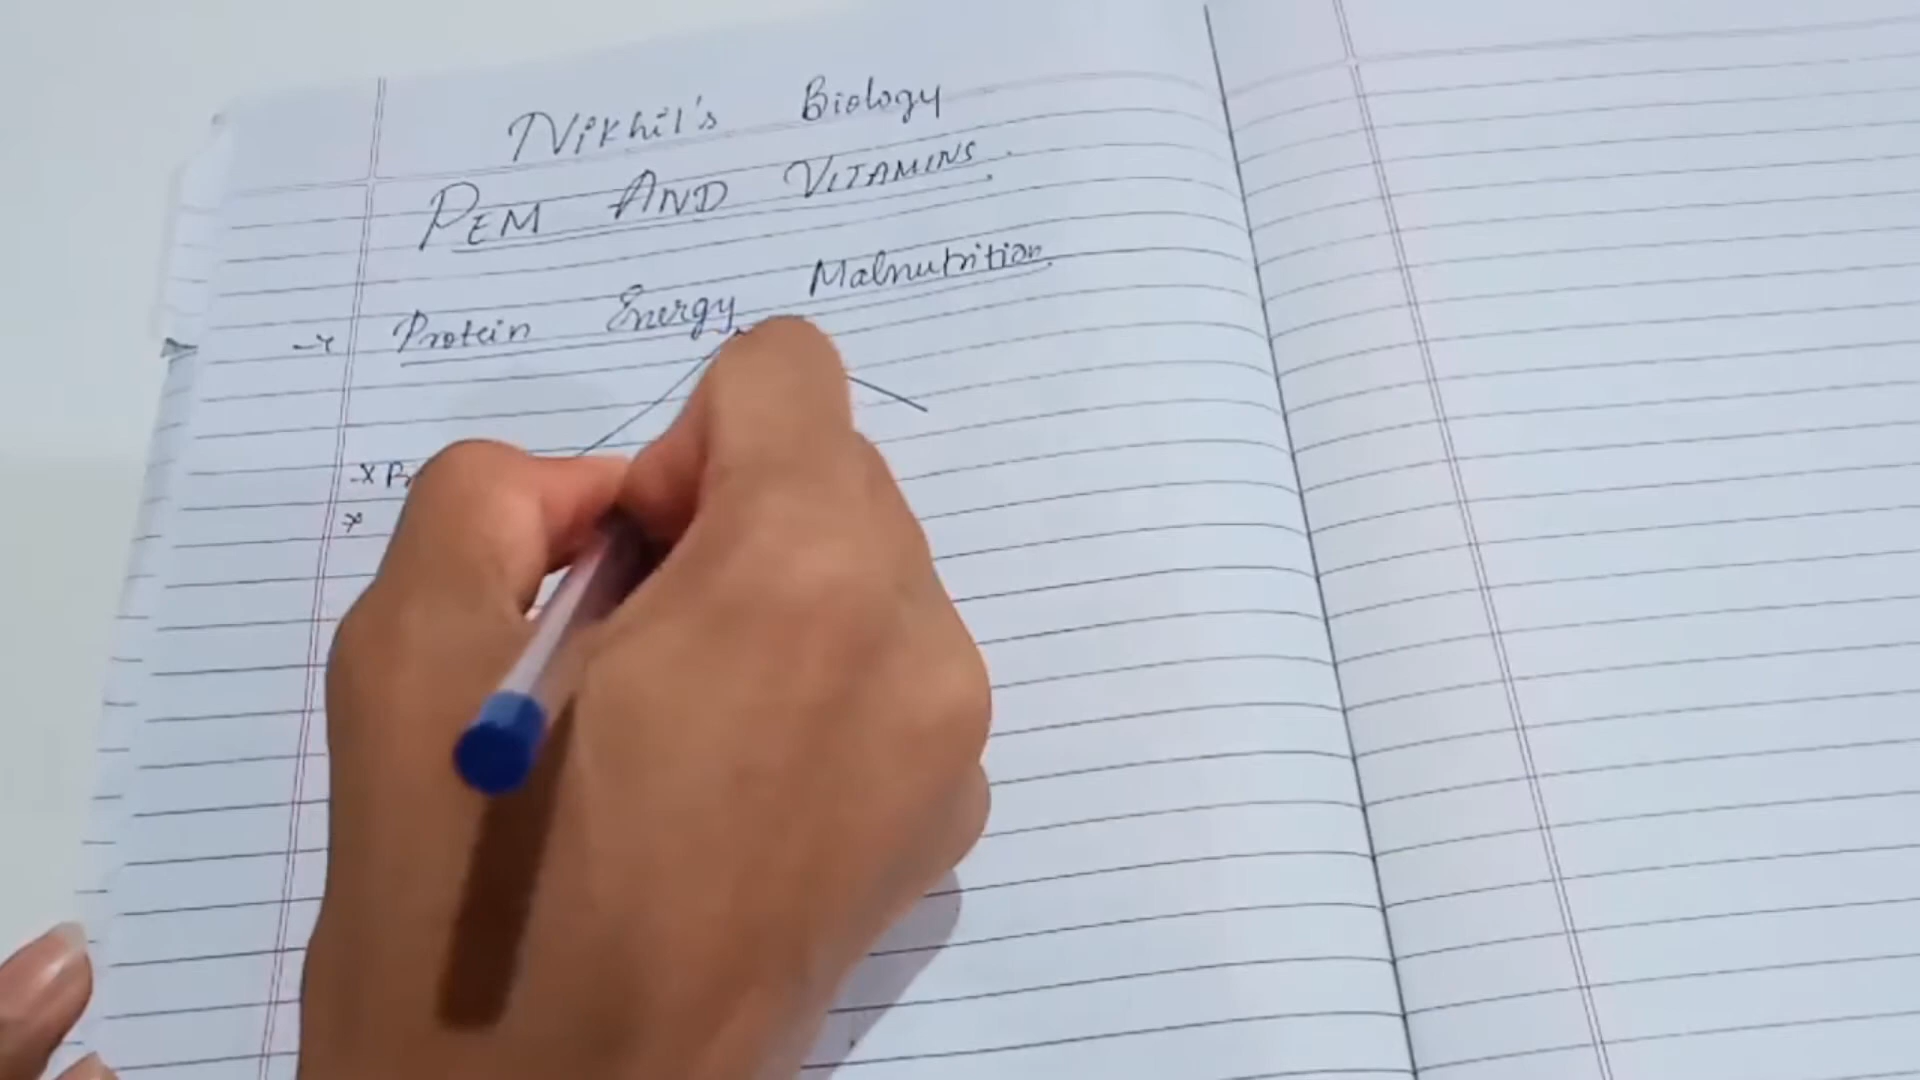 Nikhil's Biology
PEM AND VITAMINS.
→ Protein Energy Malnutrition.